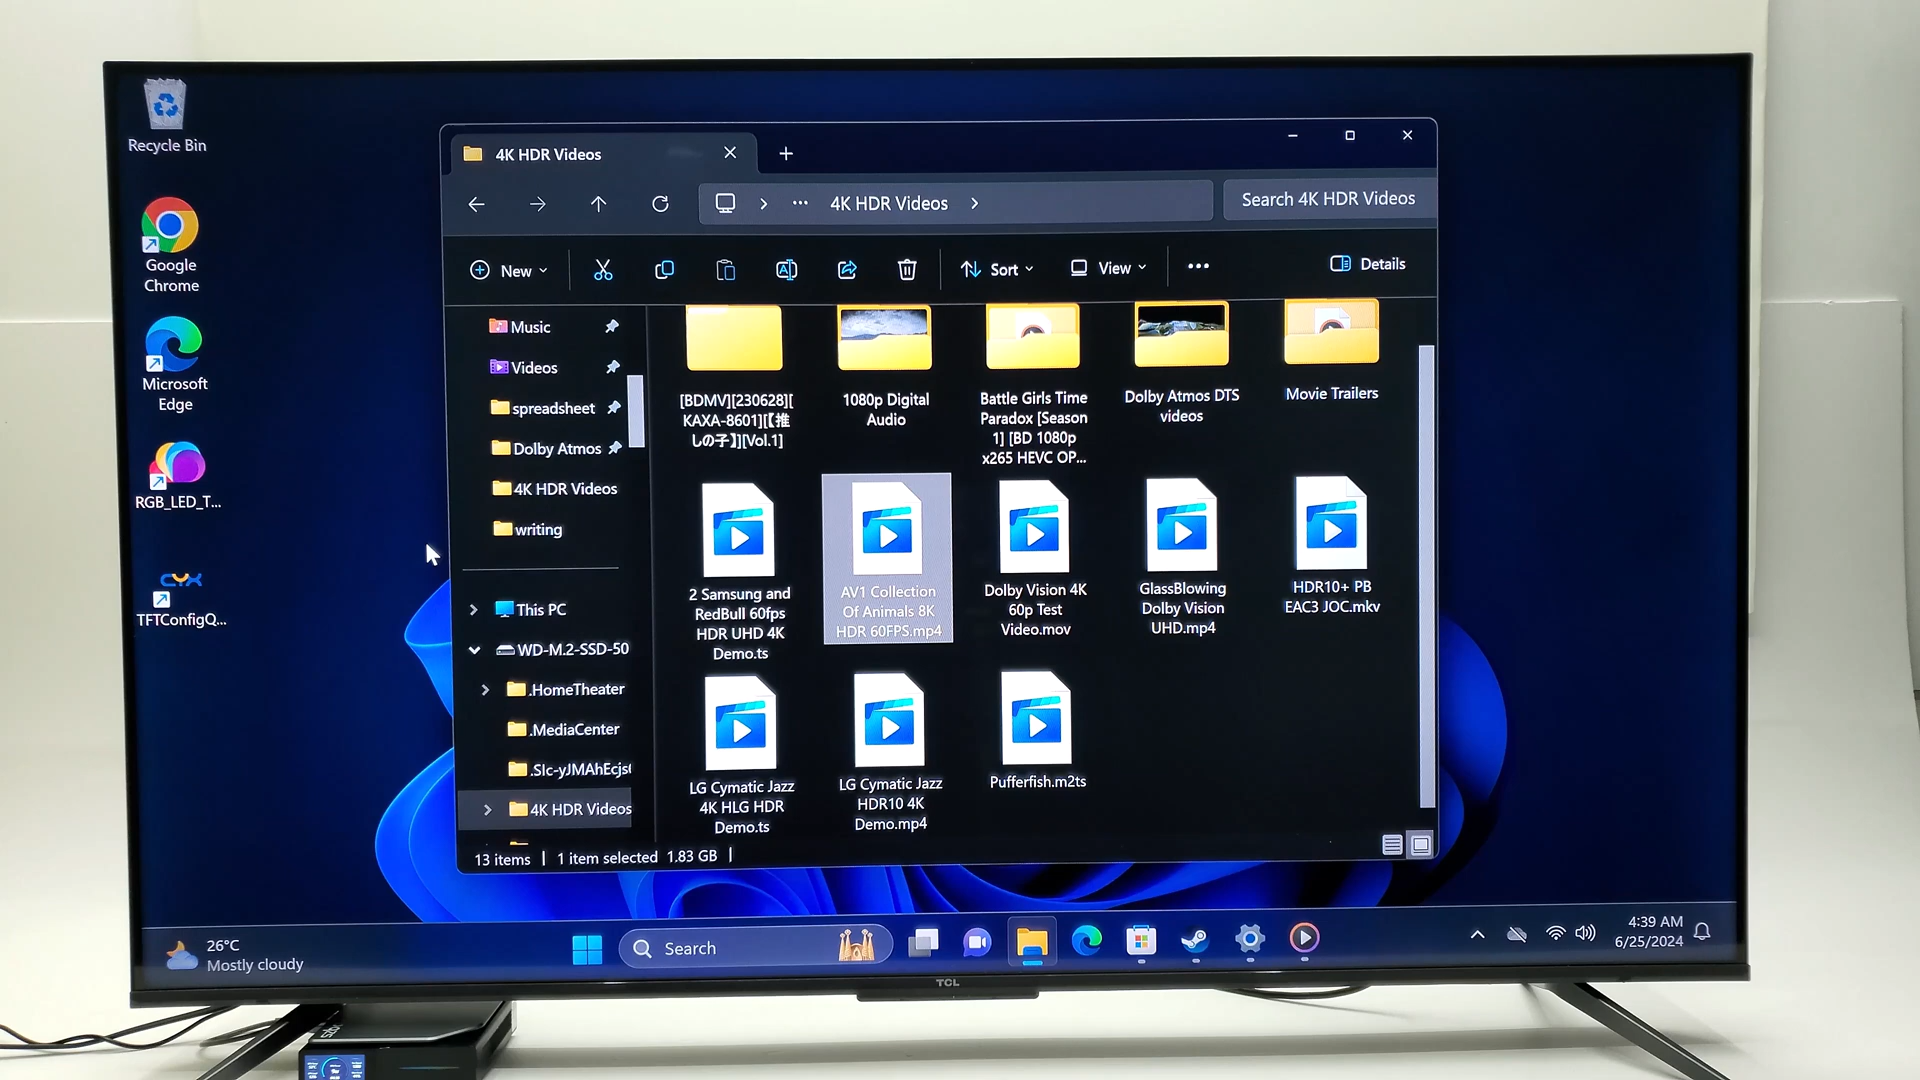 Recycle Bin
Google
Chrome
Microsoft
Edge
RGB_LED_T...
CYX
TFTConfigQ...
4K HDR Videos
4K HDR Videos
Search 4K HDR Videos
New
Sort
View
Details
Music
Videos
spreadsheet
Dolby Atmos
4K HDR Videos
writing
This PC
WD-M.2-SSD-50
.HomeTheater
.MediaCenter
4K HDR Videos
[BDMV][230628][
KAXA-8601][【推
しの子】][Vol.1]
1080p Digital
Audio
Battle Girls Time
Paradox [Season
1] [BD 1080p
x265 HEVC OP...
Dolby Atmos DTS
videos
Movie Trailers
2 Samsung and
RedBull 60fps
HDR UHD 4K
Demo.ts
AV1 Collection
Of Animals 8K
HDR 60FPS.mp4
Dolby Vision 4K
60p Test
Video.mov
GlassBlowing
Dolby Vision
UHD.mp4
HDR10+ PB
EAC3 JOC.mkv
LG Cymatic Jazz
4K HLG HDR
Demo.ts
LG Cymatic Jazz
HDR10 4K
Demo.mp4
Pufferfish.m2ts
13 items
1 item selected 1.83 GB
26°C
Mostly cloudy
Search
4:39 AM
6/25/2024
TCL